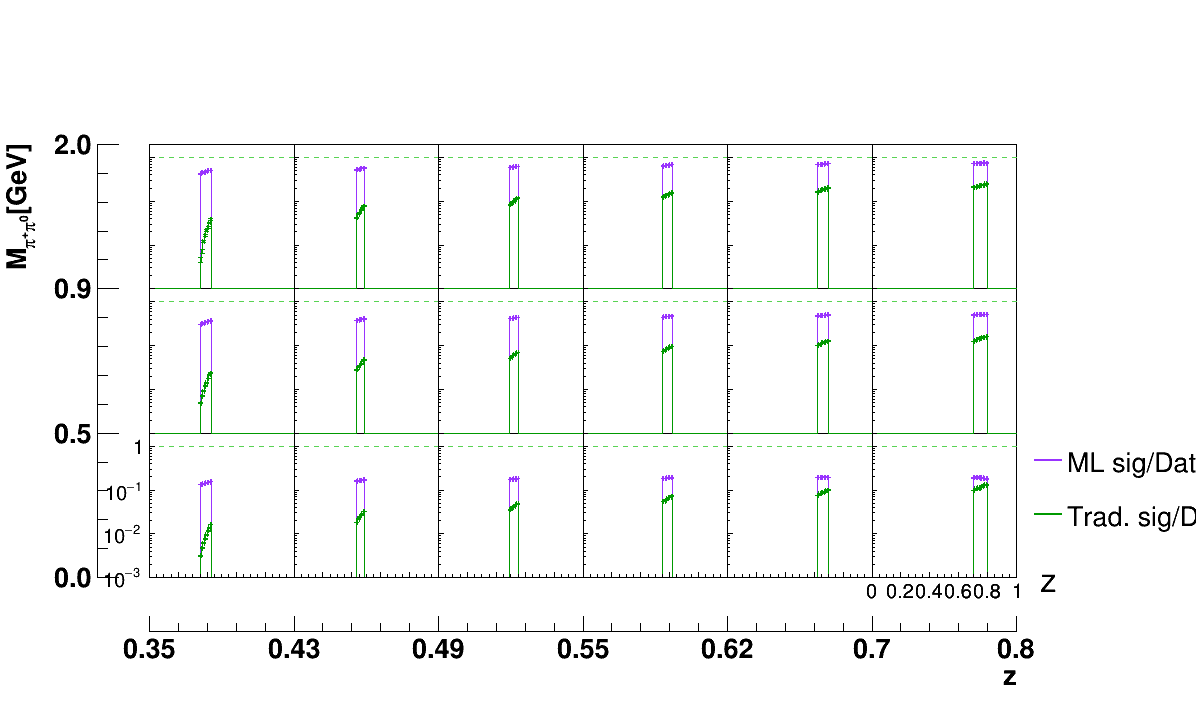 2.0
M_{π⁺π⁰}[GeV]
0.9
0.5
1
10⁻¹
ML sig/Dat
10⁻²
Trad. sig/D
0.0
10⁻³
0 0.20.40.60.8 1 z
0.35 0.43 0.49 0.55 0.62 0.7 0.8
z